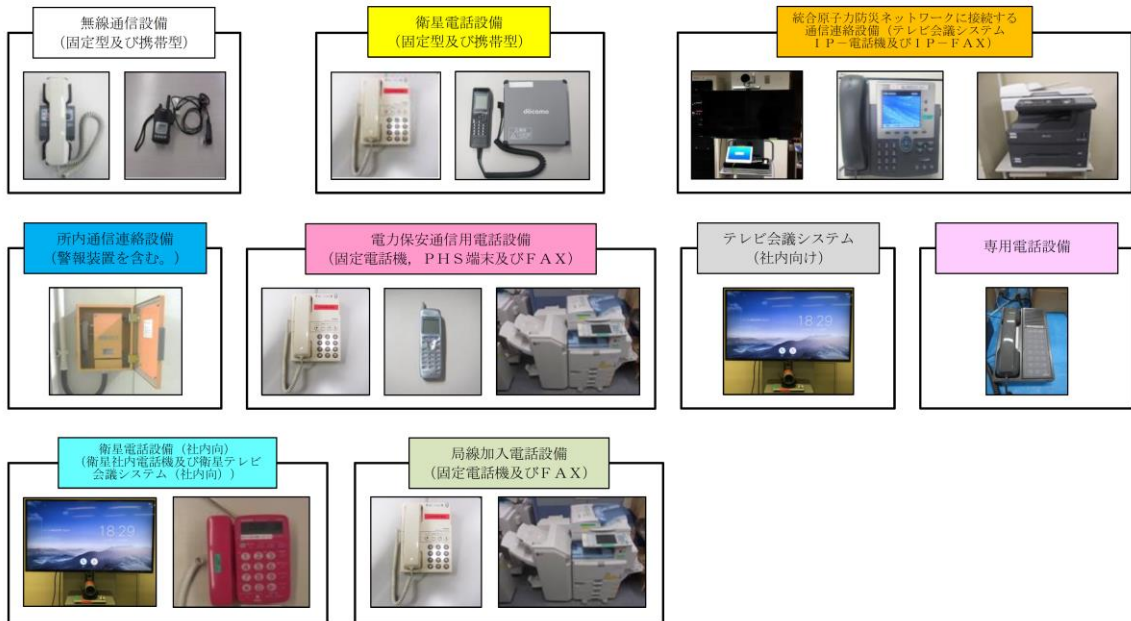 無線通信設備
(固定型及び携帯型)
衛星電話設備
(固定型及び携帯型)
統合原子力防災ネットワークに接続する
通信連絡設備(テレビ会議システム
IP-電話機及びIP-FAX)
docomo
所内通信連絡設備
(警報装置を含む。)
電力保安通信用電話設備
(固定電話機,PHS端末及びFAX)
テレビ会議システム
(社内向け)
18:29
専用電話設備
衛星電話設備(社内向)
(衛星社内電話機及び衛星テレビ
会議システム(社内向))
18:29
局線加入電話設備
(固定電話機及びFAX)